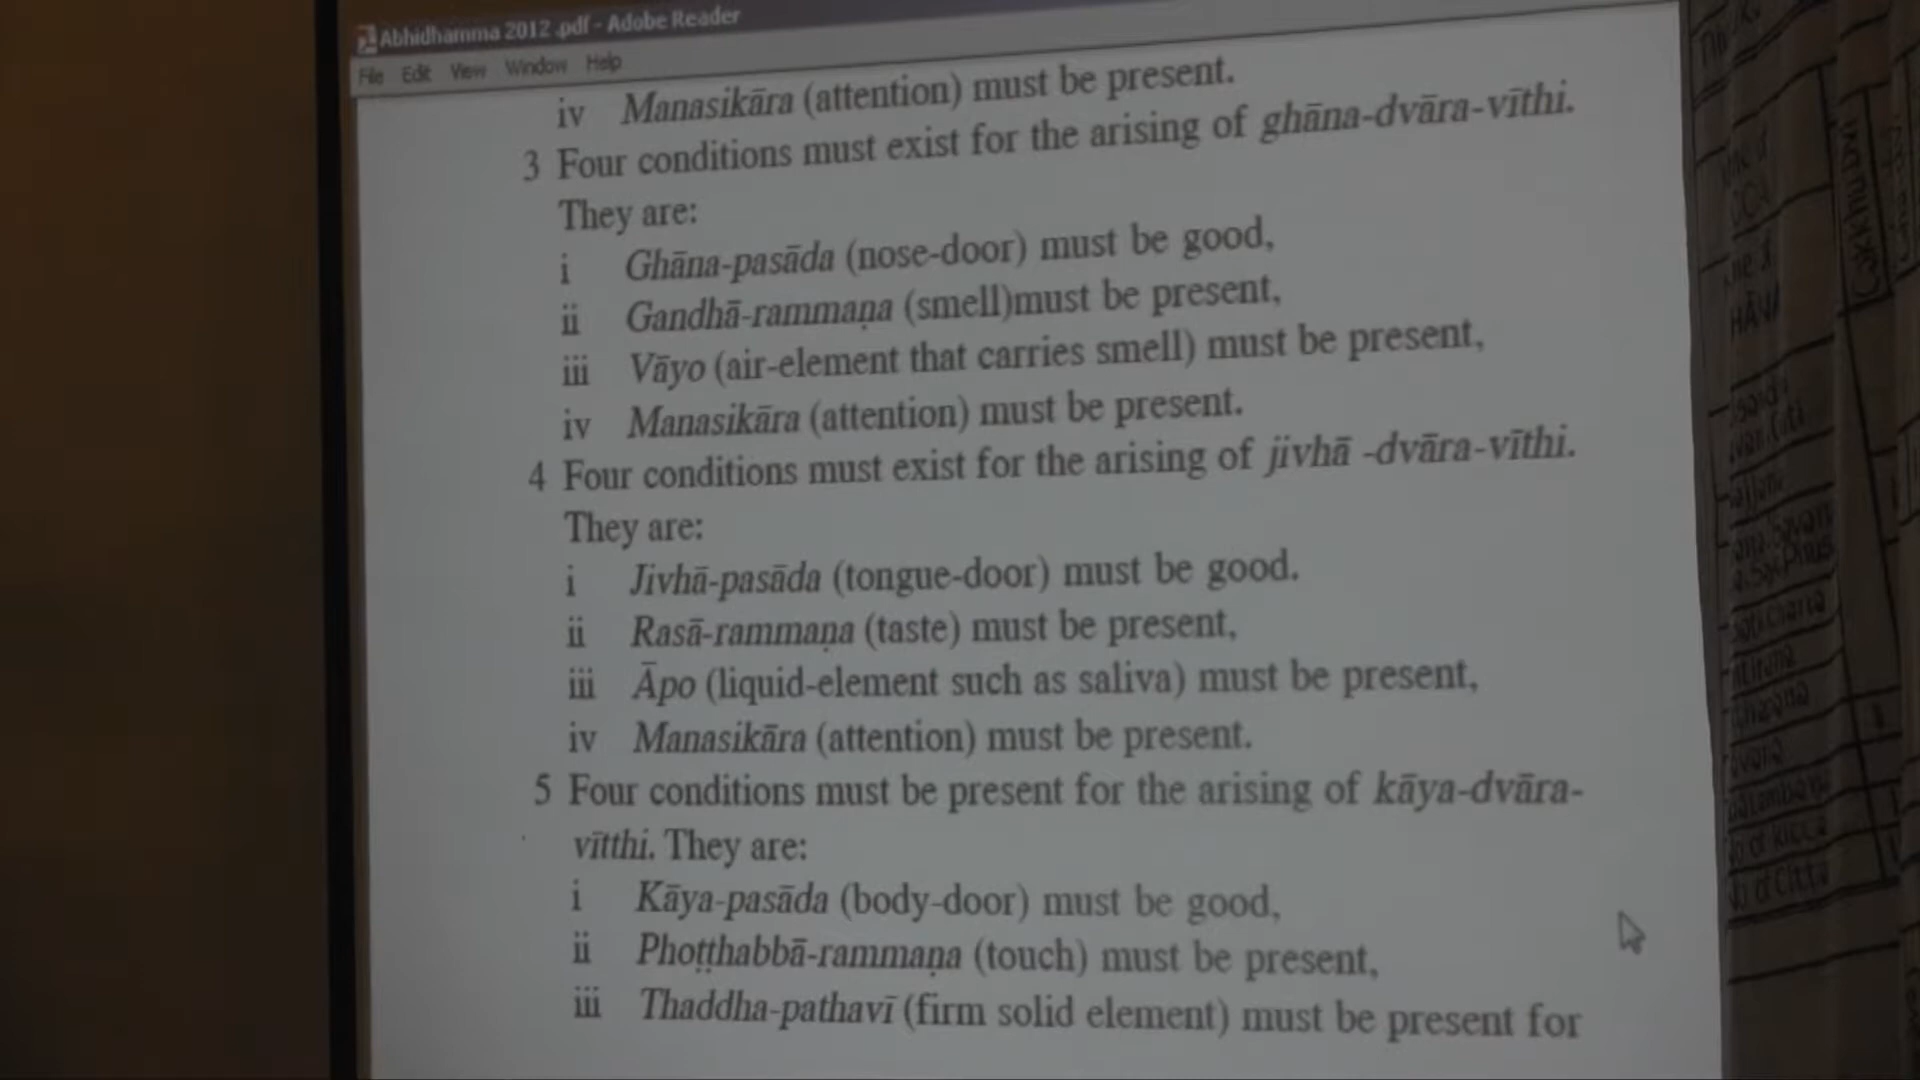 Abhidhamma 2012 .pdf - Adobe Reader
File Edit View Window Help
iv Manasikāra (attention) must be present.
3 Four conditions must exist for the arising of ghāna-dvāra-vīthi.
They are:
i Ghāna-pasāda (nose-door) must be good,
ii Gandhā-rammaṇa (smell)must be present,
iii Vāyo (air-element that carries smell) must be present,
iv Manasikāra (attention) must be present.
4 Four conditions must exist for the arising of jivhā -dvāra-vīthi.
They are:
i Jivhā-pasāda (tongue-door) must be good.
ii Rasā-rammaṇa (taste) must be present,
iii Āpo (liquid-element such as saliva) must be present,
iv Manasikāra (attention) must be present.
5 Four conditions must be present for the arising of kāya-dvāra-
vītthi. They are:
i Kāya-pasāda (body-door) must be good,
ii Phoṭṭhabbā-rammaṇa (touch) must be present,
iii Thaddha-pathavī (firm solid element) must be present for